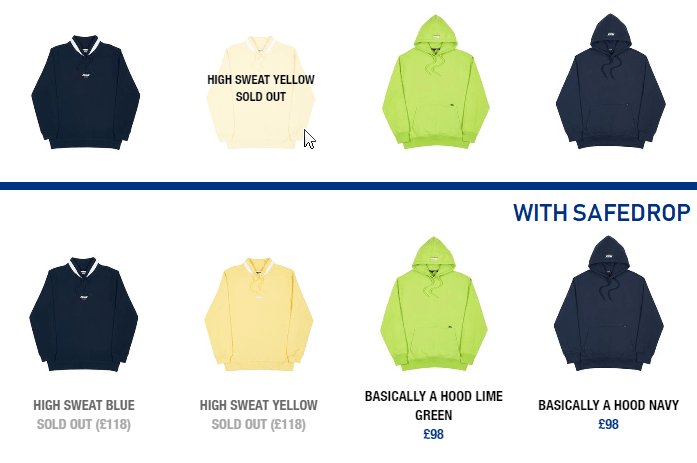 HIGH SWEAT YELLOW
SOLD OUT
WITH SAFEDROP
HIGH SWEAT BLUE
SOLD OUT (£118)
HIGH SWEAT YELLOW
SOLD OUT (£118)
BASICALLY A HOOD LIME
GREEN
£98
BASICALLY A HOOD NAVY
£98